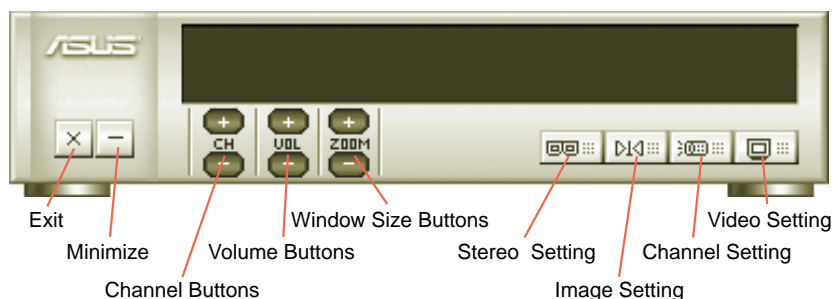 ASUS
CH VOL ZOOM
Exit Window Size Buttons Video Setting
Minimize Volume Buttons Stereo Setting Channel Setting
Channel Buttons Image Setting